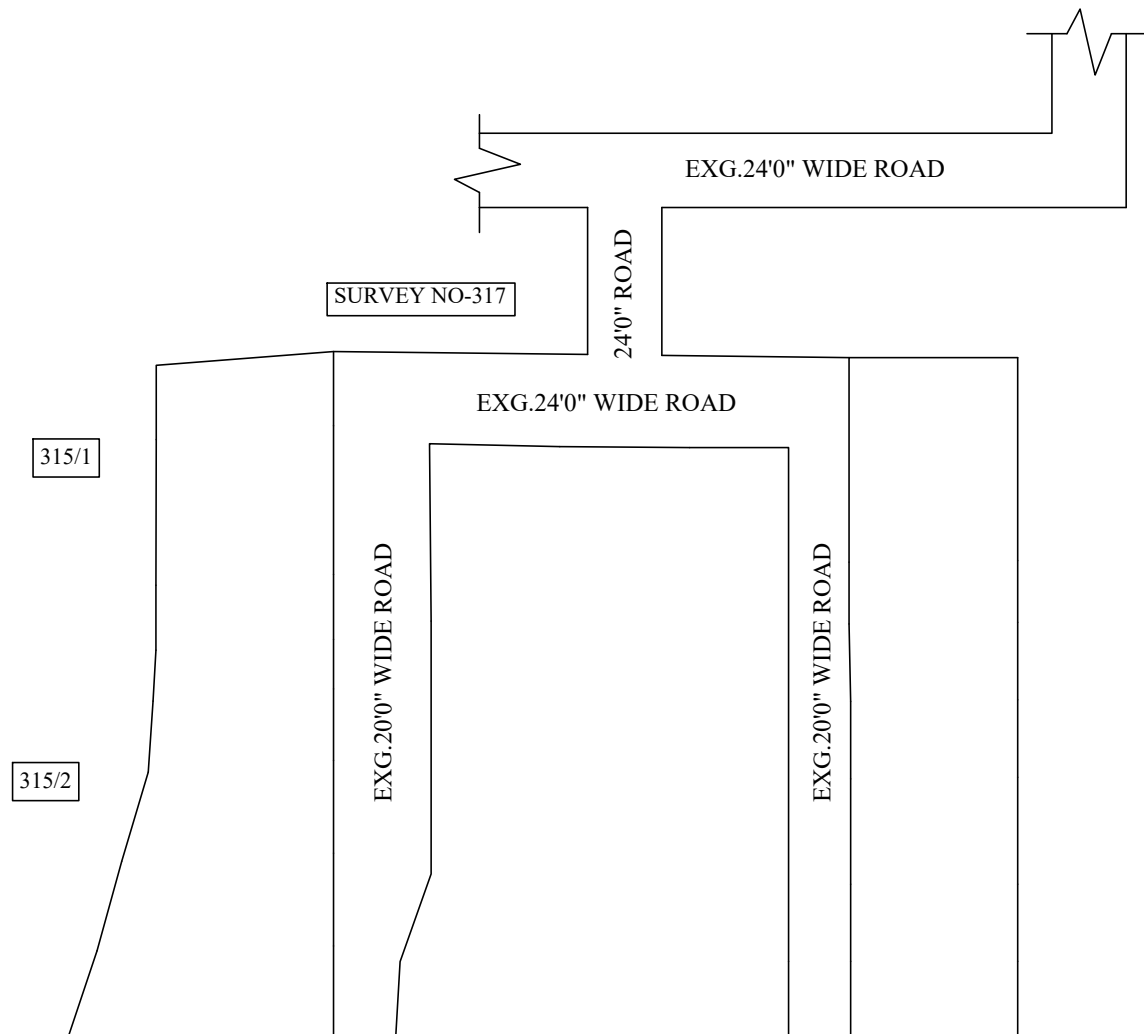 EXG.24'0" WIDE ROAD
24'0" ROAD
SURVEY NO-317
EXG.24'0" WIDE ROAD
315/1
EXG.20'0" WIDE ROAD
EXG.20'0" WIDE ROAD
315/2